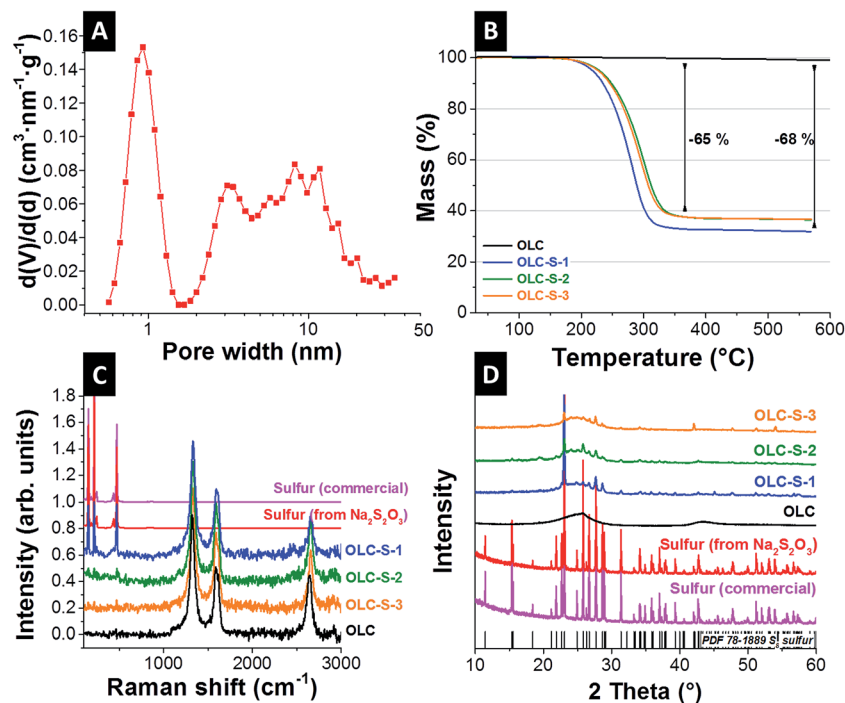 A
d(V)/d(d) (cm³·nm⁻¹·g⁻¹)
0.16
0.14
0.12
0.10
0.08
0.06
0.04
0.02
0.00
1
10
50
Pore width (nm)
B
Mass (%)
100
80
60
40
20
0
-65 %
-68 %
OLC
OLC-S-1
OLC-S-2
OLC-S-3
100
200
300
400
500
600
Temperature (°C)
C
Intensity (arb. units)
1.8
1.6
1.4
1.2
1.0
0.8
0.6
0.4
0.2
0.0
Sulfur (commercial)
Sulfur (from Na₂S₂O₃)
OLC-S-1
OLC-S-2
OLC-S-3
OLC
1000
2000
3000
Raman shift (cm⁻¹)
D
Intensity
OLC-S-3
OLC-S-2
OLC-S-1
OLC
Sulfur (from Na₂S₂O₃)
Sulfur (commercial)
PDF 78-1889 S₈ sulfur
10
20
30
40
50
60
2 Theta (°)